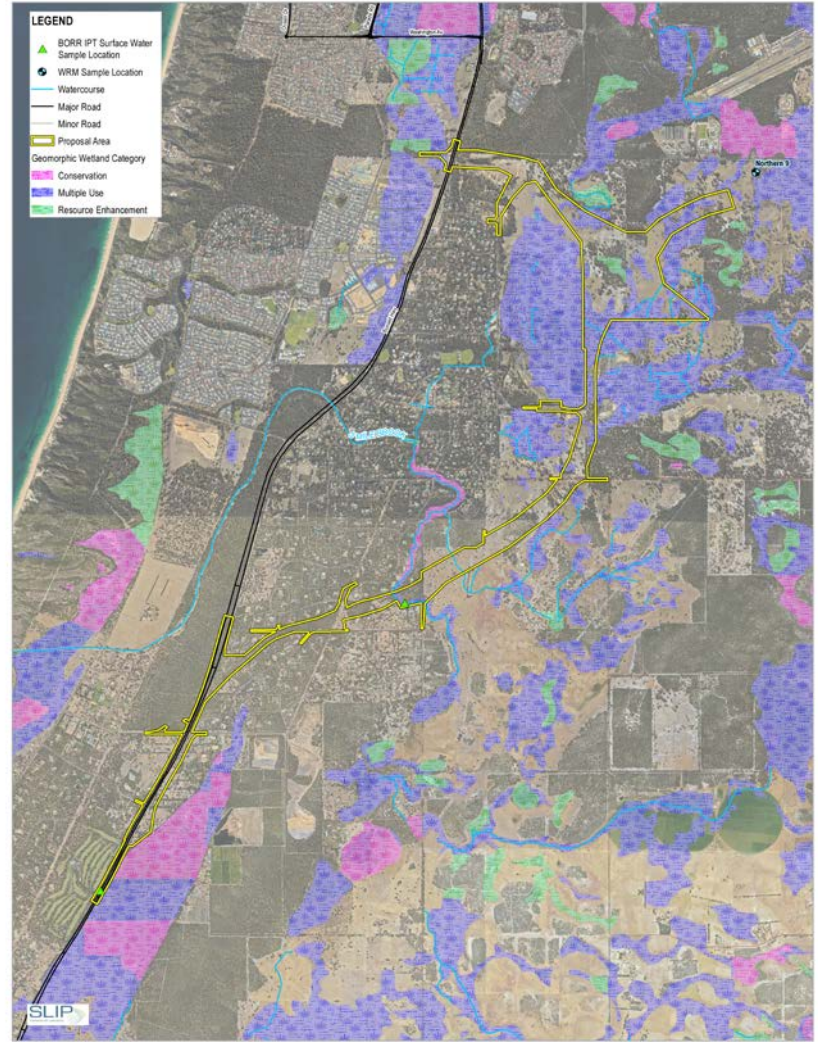 LEGEND
BORR IPT Surface Water
Sample Location
WRM Sample Location
Watercourse
Major Road
Minor Road
Proposal Area
Geomorphic Wetland Category
Conservation
Multiple Use
Resource Enhancement
Northern 9
SLIP